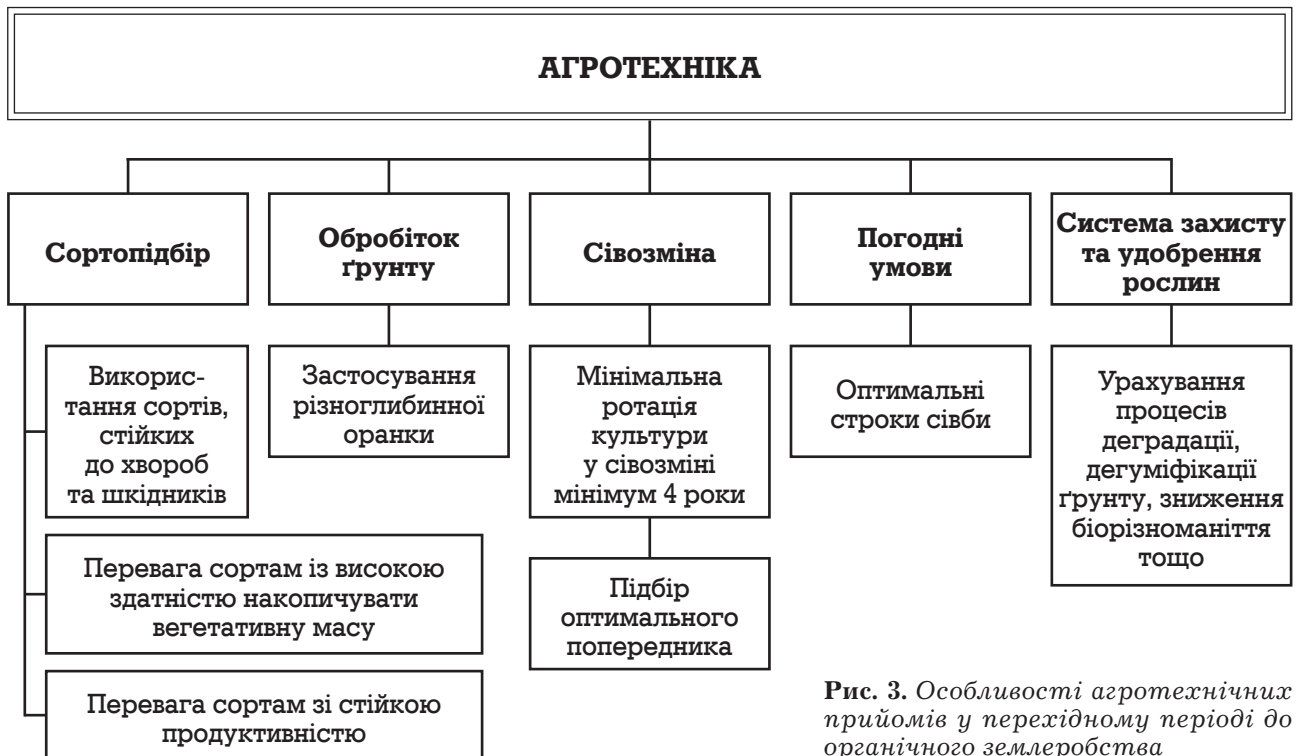 АГРОТЕХНІКА
Сортопідбір
Обробіток
ґрунту
Сівозміна
Погодні
умови
Система захисту
та удобрення
рослин
Викорис-
тання сортів,
стійких
до хвороб
та шкідників
Застосування
різноглибинної
оранки
Мінімальна
ротація
культури
у сівозміні
мінімум 4 роки
Оптимальні
строки сівби
Урахування
процесів
деградації,
дегуміфікації
ґрунту, зниження
біорізноманіття
тощо
Перевага сортам із високою
здатністю накопичувати
вегетативну масу
Підбір
оптимального
попередника
Перевага сортам зі стійкою
продуктивністю
Рис. 3. Особливості агротехнічних
прийомів у перехідному періоді до
органічного землеробства